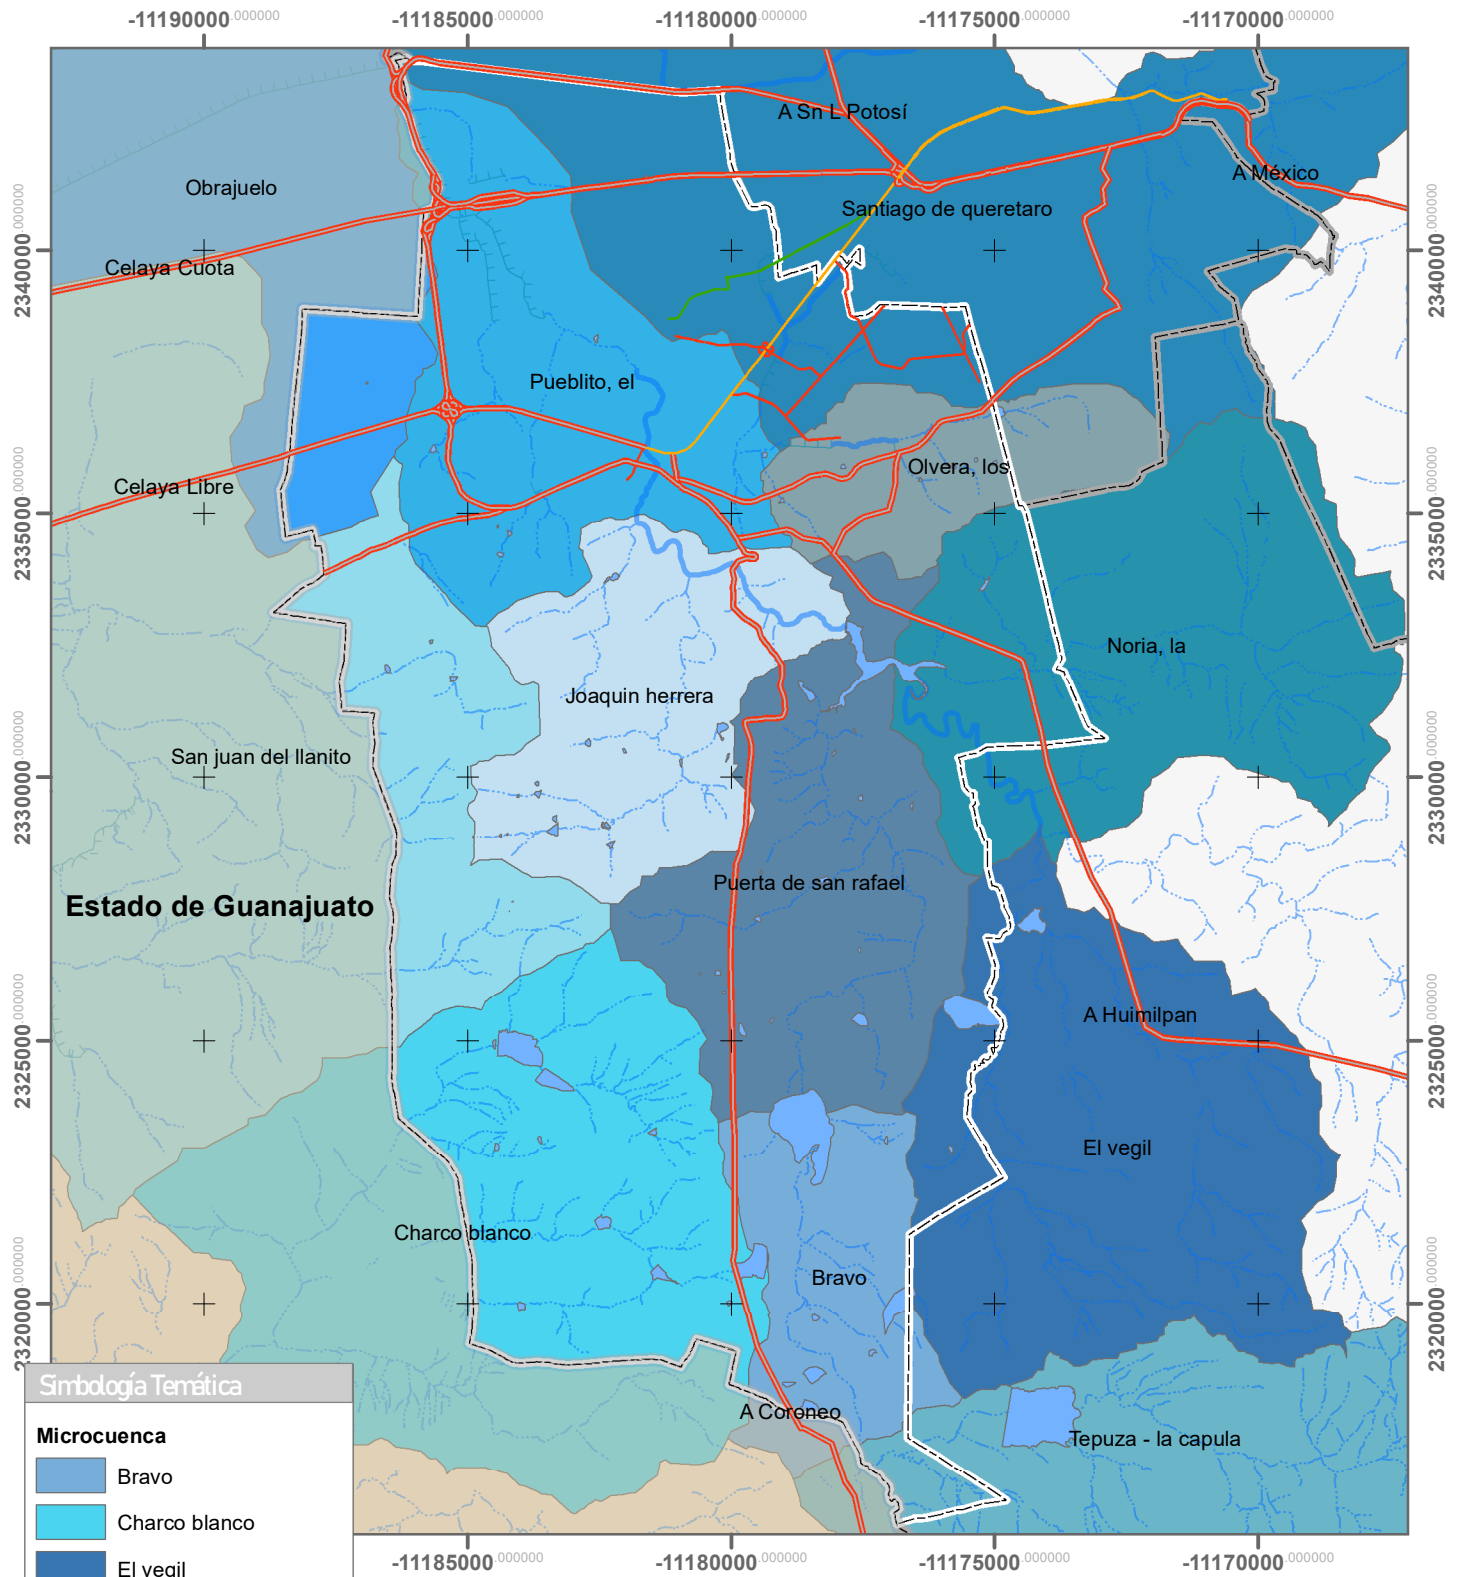 -11190000.000000 -11185000.000000 -11180000.000000 -11175000.000000 -11170000.000000
A Sn L Potosí
A México
Obrajuelo
Santiago de queretaro
2340000.000000
2340000.000000
Celaya Cuota
Pueblito, el
Olvera, los
Celaya Libre
2335000.000000
2335000.000000
Noria, la
Joaquin herrera
San juan del llanito
2330000.000000
2330000.000000
Puerta de san rafael
Estado de Guanajuato
A Huimilpan
2325000.000000
2325000.000000
El vegil
Charco blanco
Bravo
2320000.000000
2320000.000000
A Coroneo
Tepuza - la capula
Simbología Temática
Microcuenca
Bravo
Charco blanco
El vegil
-11185000.000000 -11180000.000000 -11175000.000000 -11170000.000000